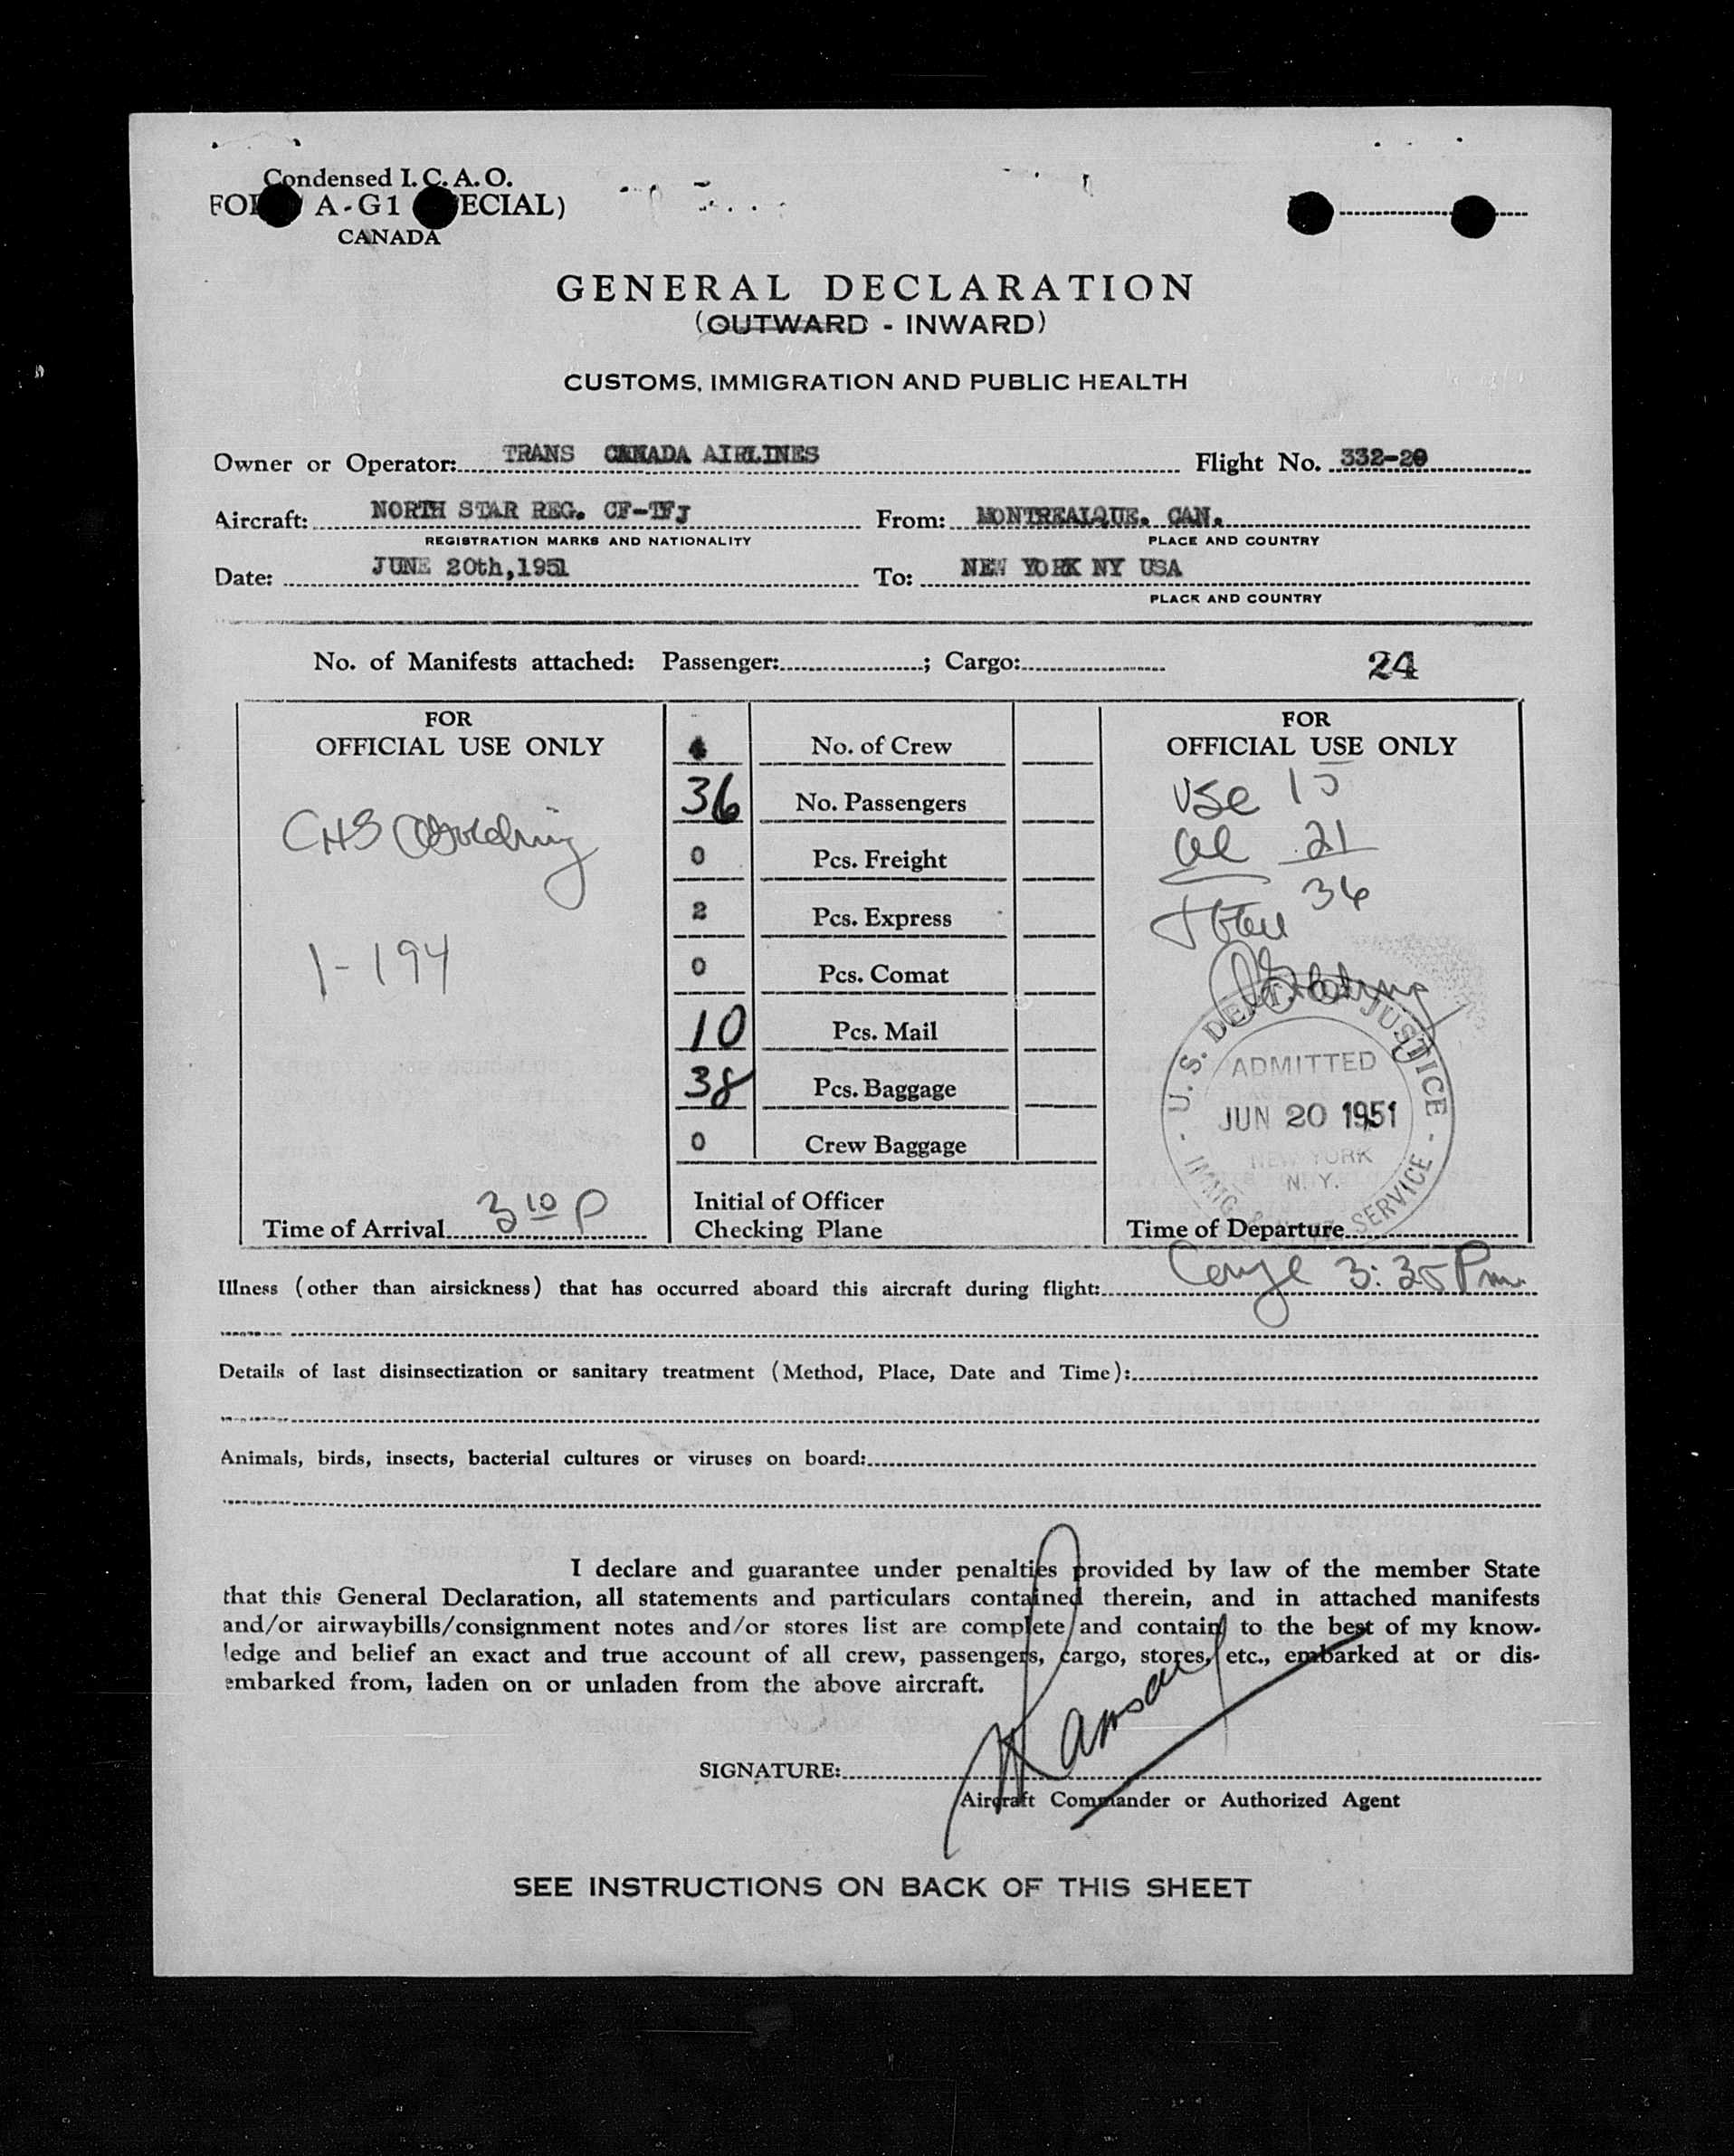 Condensed I. C. A. O.
A-G1 ECIAL)
CANADA
GENERAL DECLARATION
(OUTWARD - INWARD)
CUSTOMS, IMMIGRATION AND PUBLIC HEALTH
Owner or Operator: TRANS CANADA AIRLINES Flight No. 332-20
Aircraft: NORTH STAR REG. CF-TFJ From: MONTREALQUE. CAN.
REGISTRATION MARKS AND NATIONALITY PLACE AND COUNTRY
Date: JUNE 20th,1951 To: NEW YORK NY USA
PLACE AND COUNTRY
No. of Manifests attached: Passenger: ; Cargo: 24
FOR
OFFICIAL USE ONLY
CHS
1-194
Time of Arrival 3 10 P
4 No. of Crew
36 No. Passengers
0 Pcs. Freight
2 Pcs. Express
0 Pcs. Comat
10 Pcs. Mail
38 Pcs. Baggage
0 Crew Baggage
Initial of Officer
Checking Plane
FOR
OFFICIAL USE ONLY
USC 15
al 21
Total 36
U. S. DEPT. OF JUSTICE
ADMITTED
JUN 20 1951
NEW YORK
N. Y.
IMMIG. SERVICE
Time of Departure
Illness (other than airsickness) that has occurred aboard this aircraft during flight: 3:35 Pm.
Details of last disinsectization or sanitary treatment (Method, Place, Date and Time):
Animals, birds, insects, bacterial cultures or viruses on board:
I declare and guarantee under penalties provided by law of the member State
that this General Declaration, all statements and particulars contained therein, and in attached manifests
and/or airwaybills/consignment notes and/or stores list are complete and contain to the best of my know-
ledge and belief an exact and true account of all crew, passengers, cargo, stores, etc., embarked at or dis-
embarked from, laden on or unladen from the above aircraft.
SIGNATURE: Ramsay
Aircraft Commander or Authorized Agent
SEE INSTRUCTIONS ON BACK OF THIS SHEET